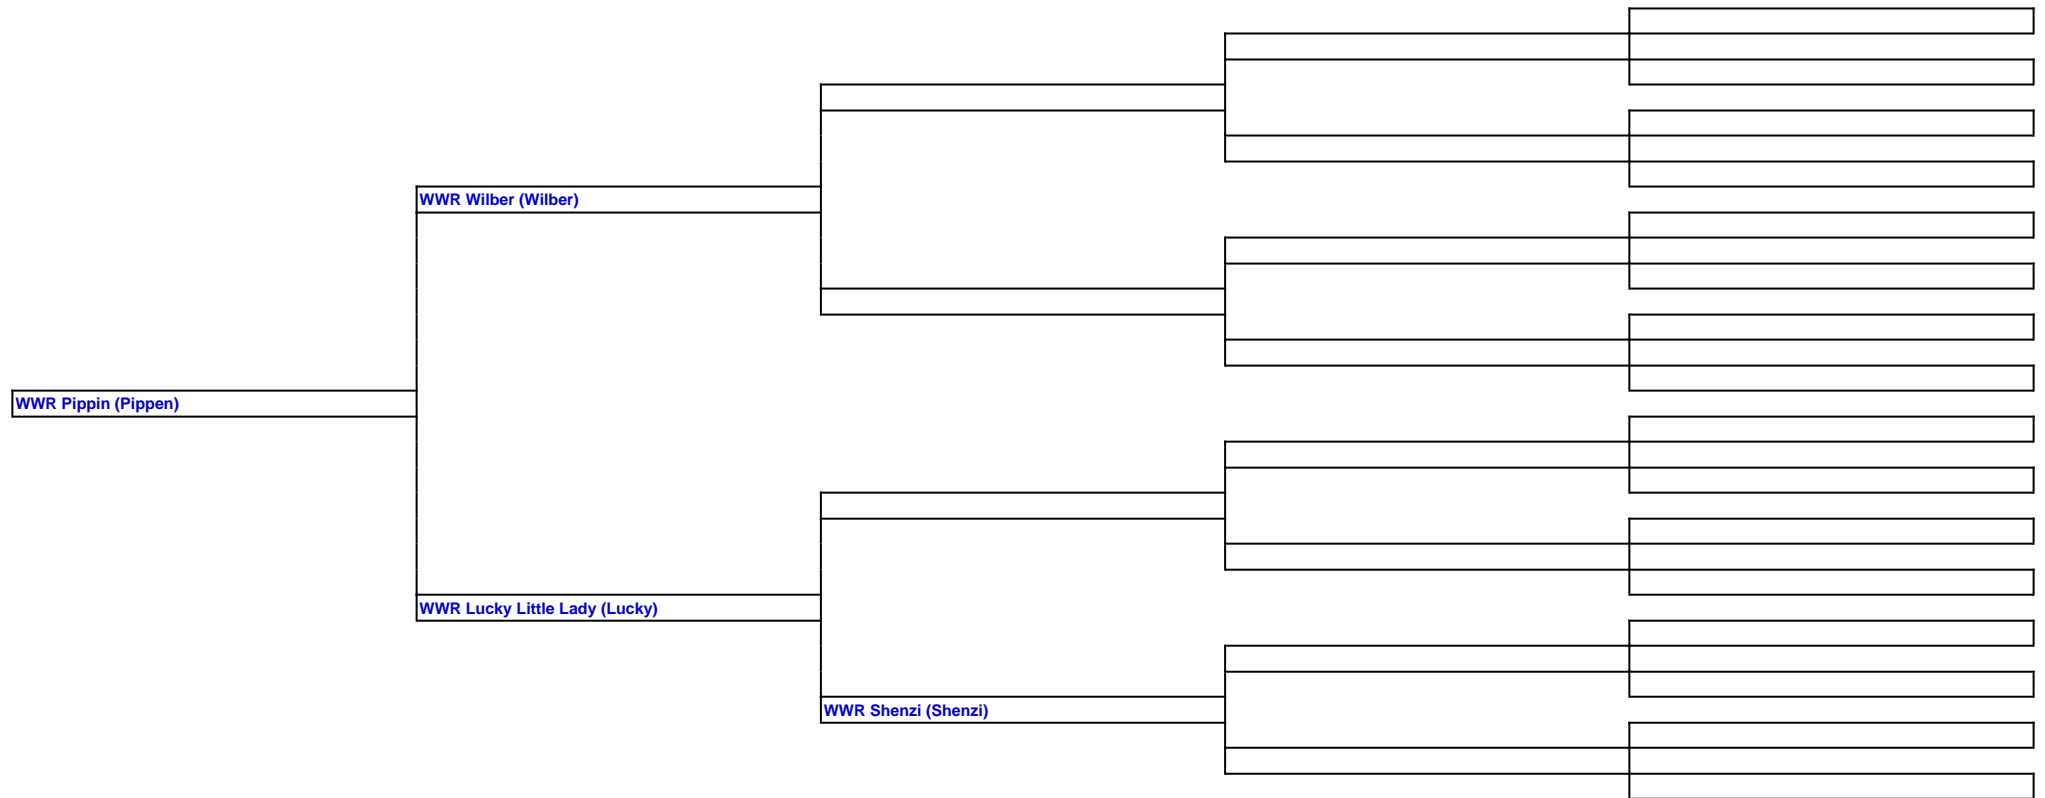 WWR Wilber (Wilber)
WWR Pippin (Pippen)
WWR Lucky Little Lady (Lucky)
WWR Shenzi (Shenzi)